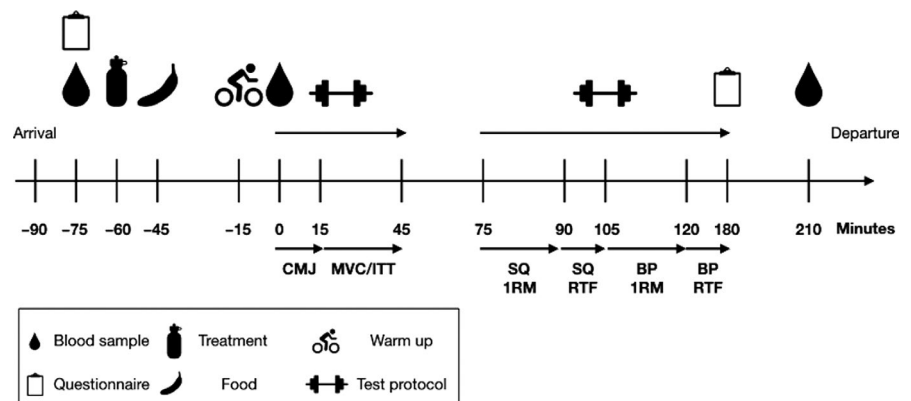 Arrival
Departure
−90 −75 −60 −45 −15 0 15 45 75 90 105 120 180 210 Minutes
CMJ MVC/ITT SQ SQ BP BP
1RM RTF 1RM RTF
Blood sample Treatment Warm up
Questionnaire Food Test protocol